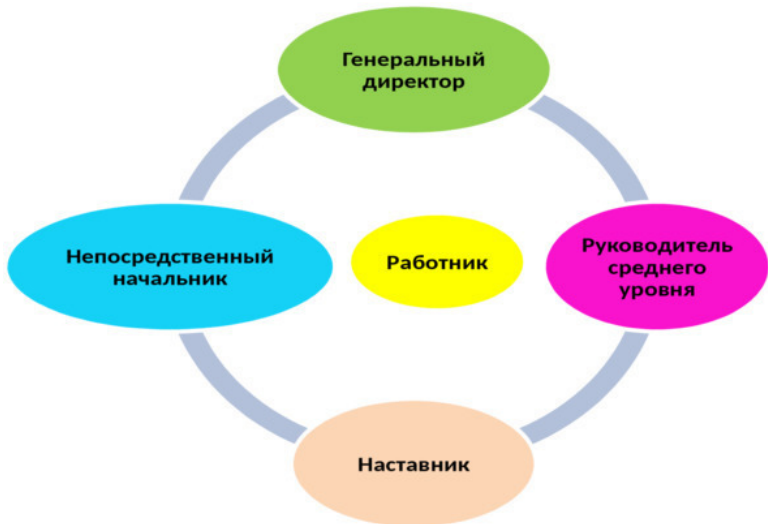 Генеральный
директор
Непосредственный
начальник
Работник
Руководитель
среднего
уровня
Наставник